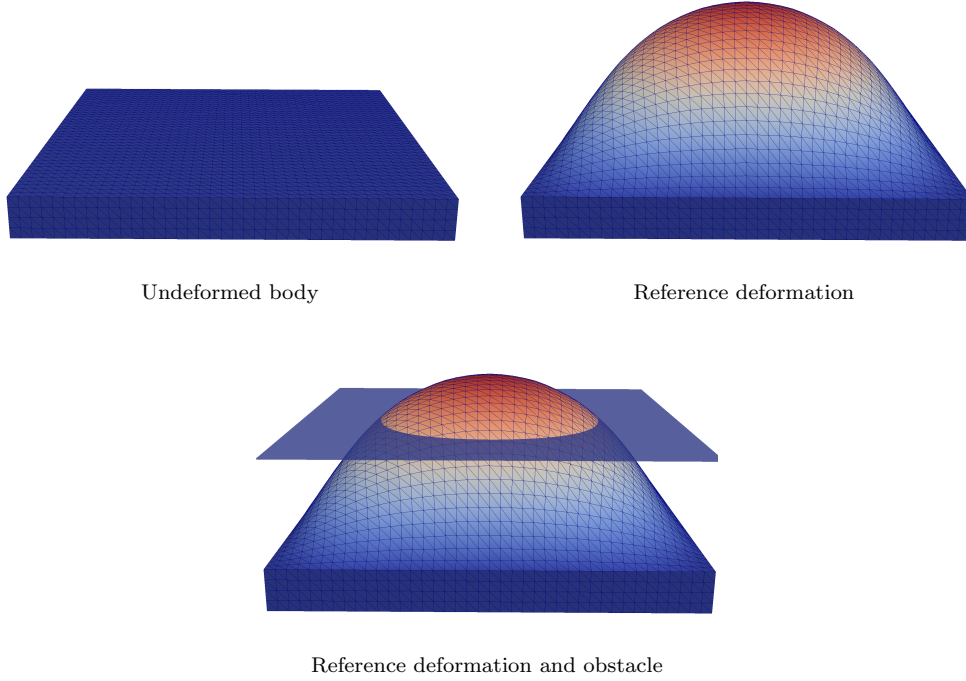 Undeformed body
Reference deformation
Reference deformation and obstacle